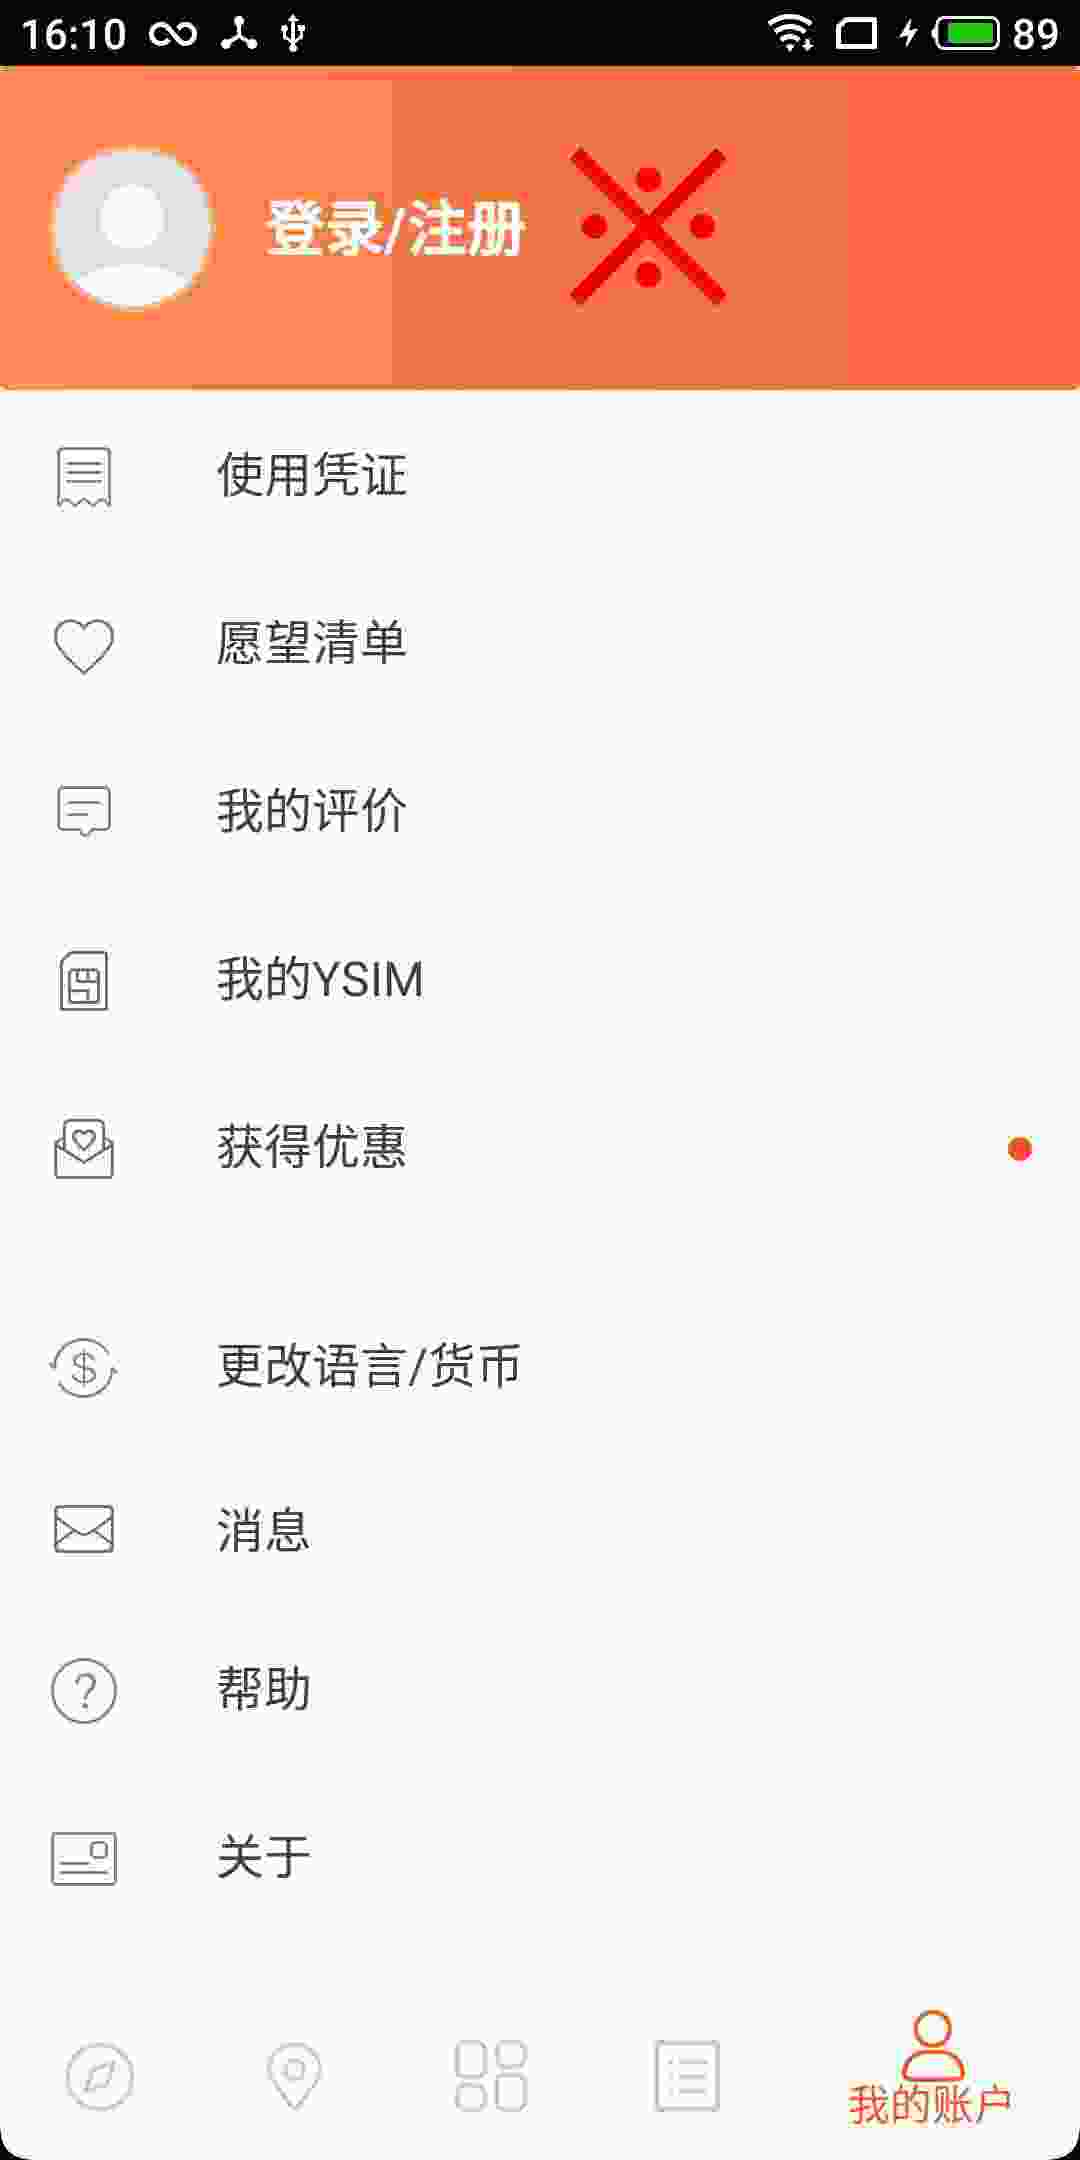 16:10 89
登录/注册 ※
使用凭证
愿望清单
我的评价
我的YSIM
获得优惠
更改语言/货币
消息
帮助
关于
我的账户